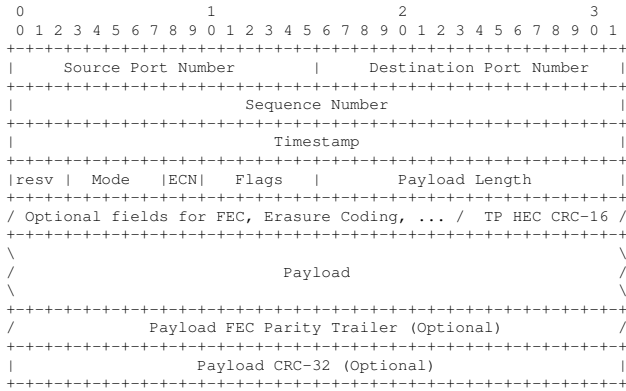 0                   1                   2                   3
 0 1 2 3 4 5 6 7 8 9 0 1 2 3 4 5 6 7 8 9 0 1 2 3 4 5 6 7 8 9 0 1
+-+-+-+-+-+-+-+-+-+-+-+-+-+-+-+-+-+-+-+-+-+-+-+-+-+-+-+-+-+-+-+-+
|    Source Port Number         |    Destination Port Number    |
+-+-+-+-+-+-+-+-+-+-+-+-+-+-+-+-+-+-+-+-+-+-+-+-+-+-+-+-+-+-+-+-+
|                       Sequence Number                         |
+-+-+-+-+-+-+-+-+-+-+-+-+-+-+-+-+-+-+-+-+-+-+-+-+-+-+-+-+-+-+-+-+
|                          Timestamp                            |
+-+-+-+-+-+-+-+-+-+-+-+-+-+-+-+-+-+-+-+-+-+-+-+-+-+-+-+-+-+-+-+-+
|resv |  Mode   |ECN|   Flags   |        Payload Length         |
+-+-+-+-+-+-+-+-+-+-+-+-+-+-+-+-+-+-+-+-+-+-+-+-+-+-+-+-+-+-+-+-+
/ Optional fields for FEC, Erasure Coding, ... /  TP HEC CRC-16 /
+-+-+-+-+-+-+-+-+-+-+-+-+-+-+-+-+-+-+-+-+-+-+-+-+-+-+-+-+-+-+-+-+
\                                                               \
/                           Payload                             /
\                                                               \
+-+-+-+-+-+-+-+-+-+-+-+-+-+-+-+-+-+-+-+-+-+-+-+-+-+-+-+-+-+-+-+-+
/             Payload FEC Parity Trailer (Optional)             /
+-+-+-+-+-+-+-+-+-+-+-+-+-+-+-+-+-+-+-+-+-+-+-+-+-+-+-+-+-+-+-+-+
|                  Payload CRC-32 (Optional)                    |
+-+-+-+-+-+-+-+-+-+-+-+-+-+-+-+-+-+-+-+-+-+-+-+-+-+-+-+-+-+-+-+-+